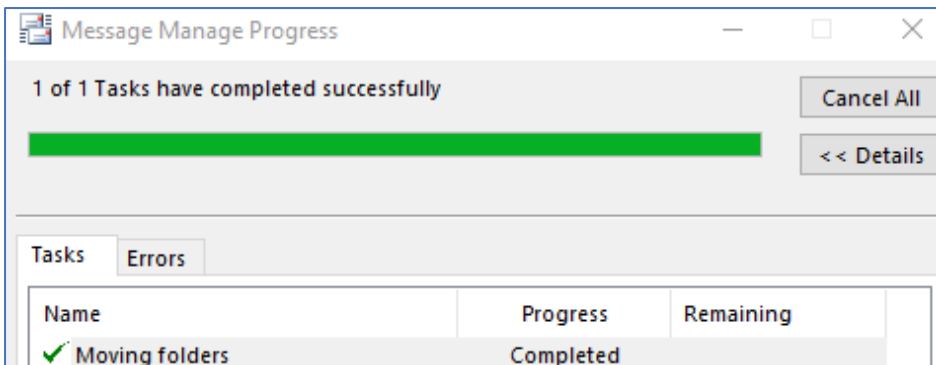 Message Manage Progress
1 of 1 Tasks have completed successfully
Cancel All
<< Details
Tasks Errors
Name Progress Remaining
Moving folders Completed